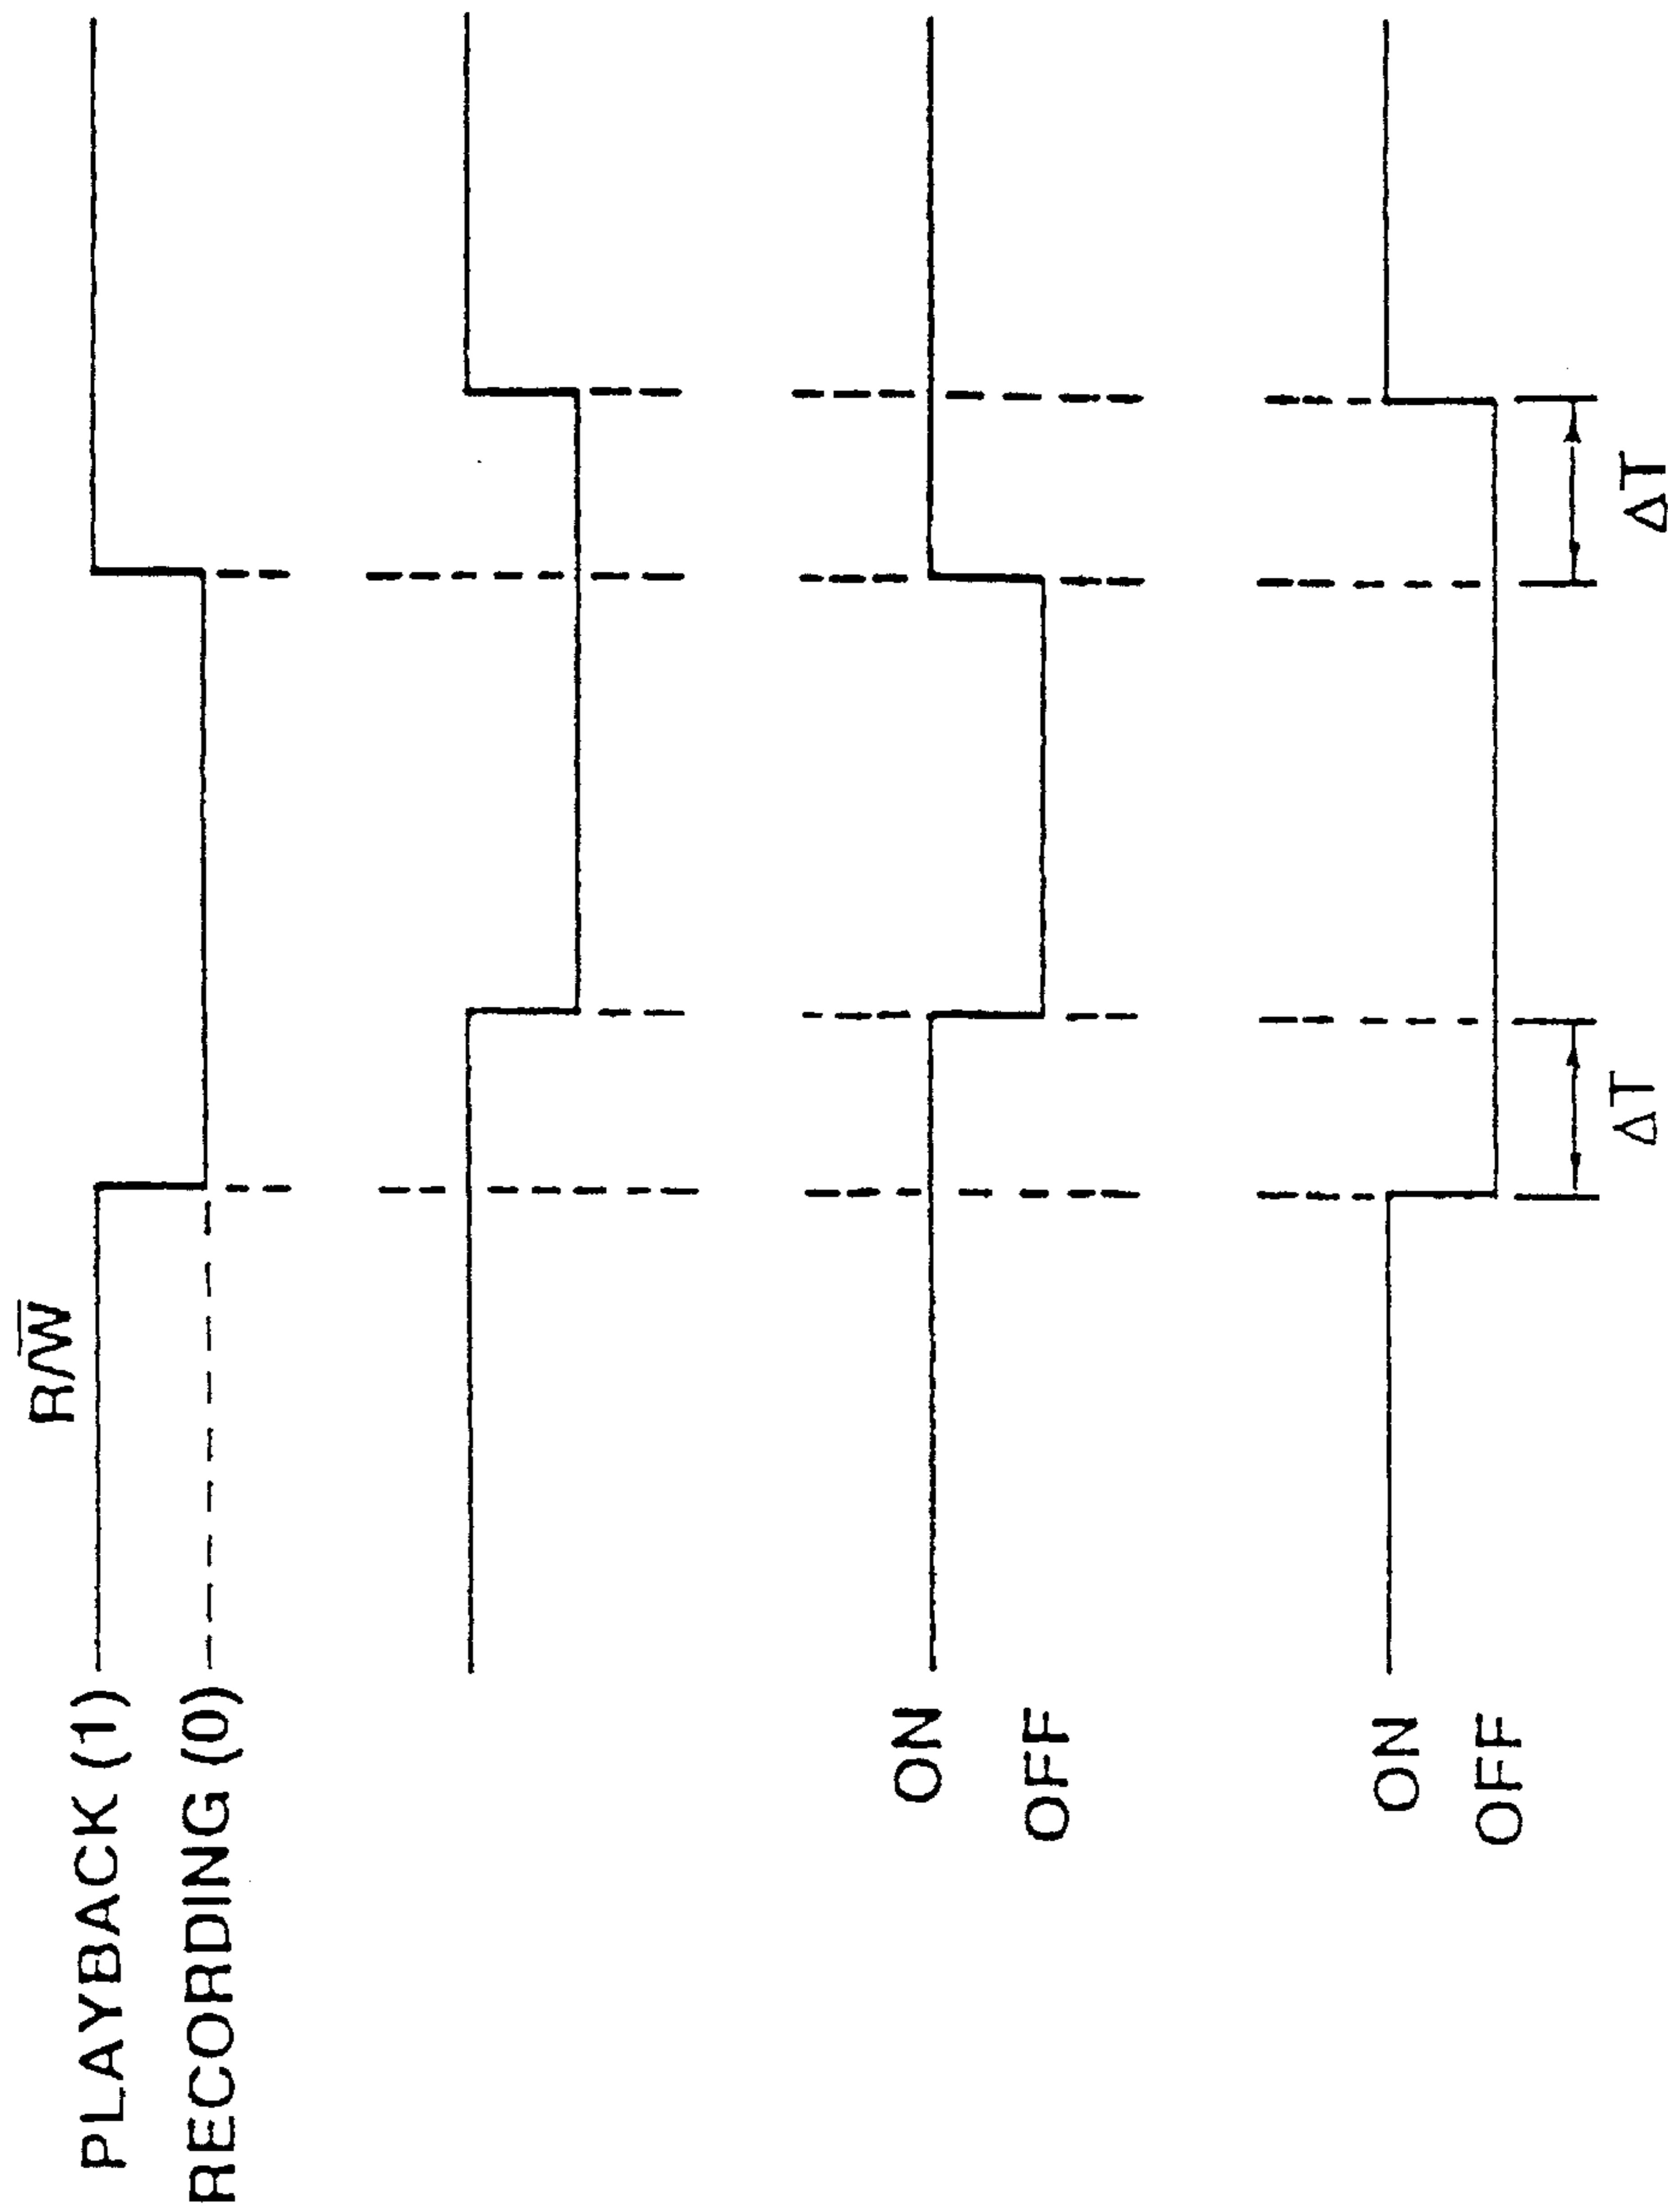 R/W̅
PLAYBACK (1)
RECORDING (0)
ON
OFF
ON
OFF
ΔT
ΔT